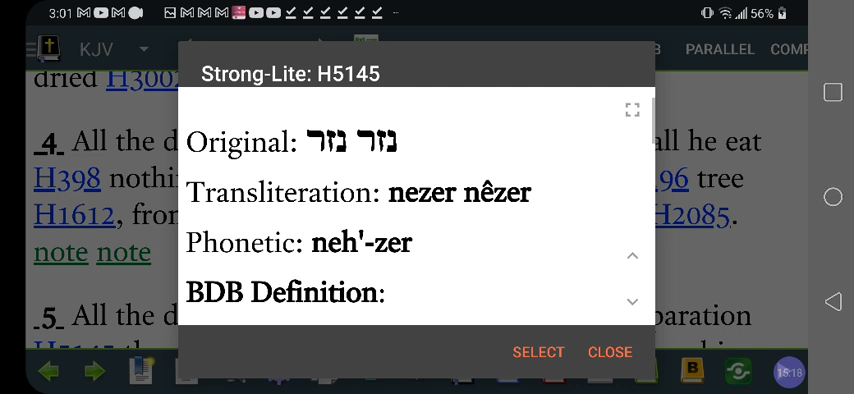 3:01
56%
KJV
PARALLEL
dried H300
Strong-Lite: H5145
4 All the d
all he eat
H398 nothi
96 tree
H1612, fron
H2085.
note note
Original: נזר נזר
Transliteration: nezer nêzer
Phonetic: neh'-zer
BDB Definition:
5 All the d
paration
SELECT CLOSE
15:18